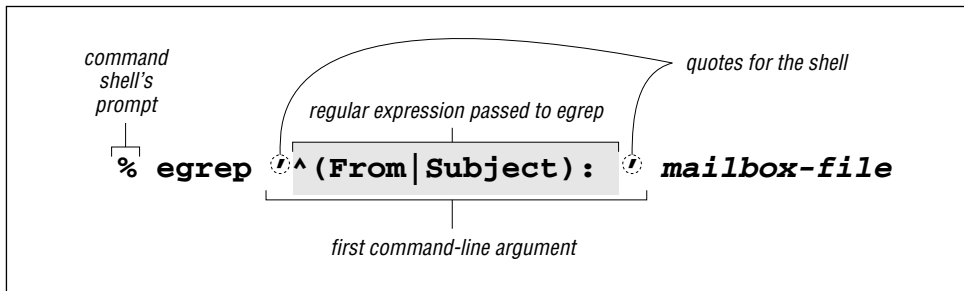 command
shell's
prompt
quotes for the shell
regular expression passed to egrep
% egrep '^(From|Subject): ' mailbox-file
first command-line argument